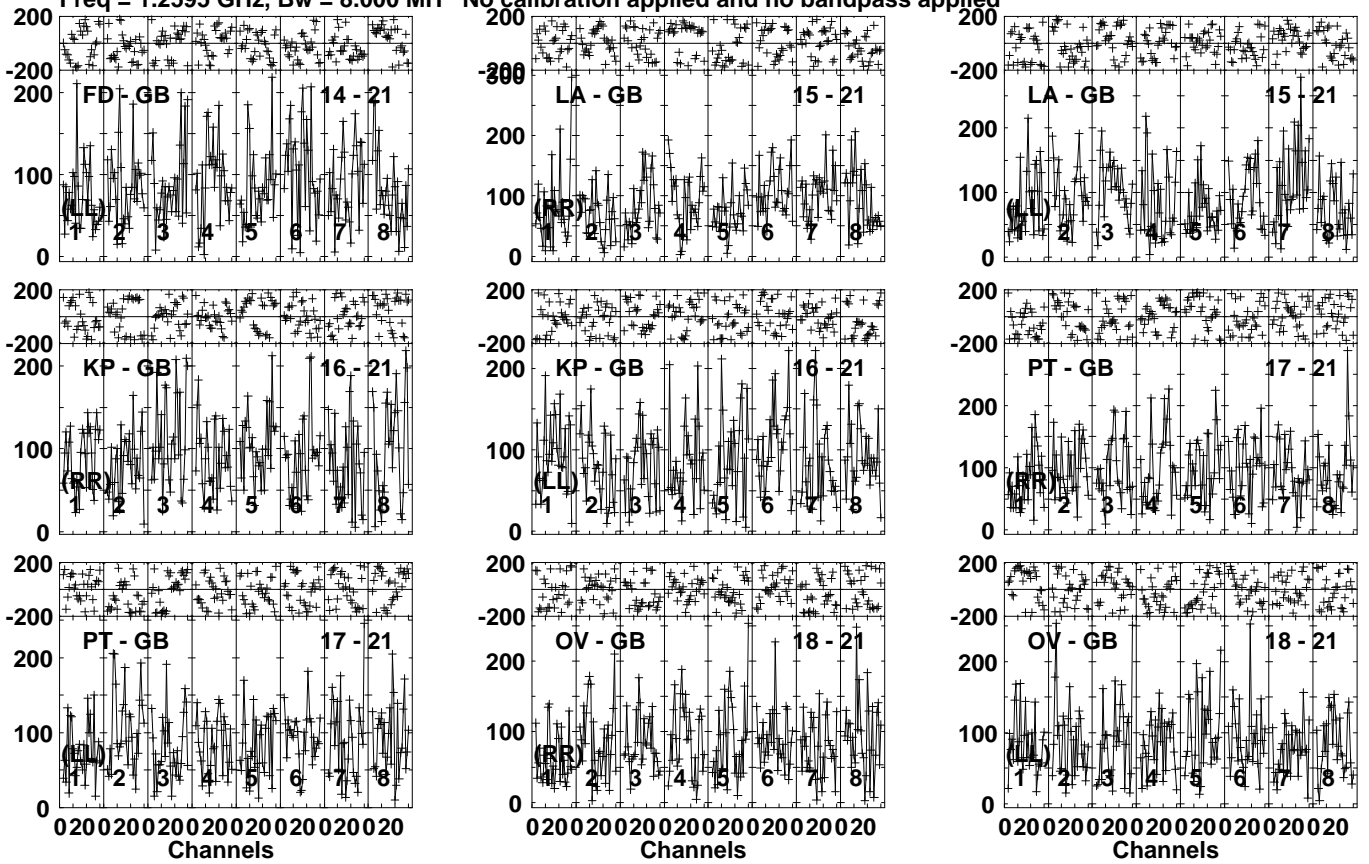 Freq = 1.2595 GHz, Bw = 8.000 MH No calibration applied and no bandpass applied
200 200 200
-200 -200 -200
FD - GB 14 - 21 LA - GB 15 - 21 LA - GB 15 - 21
200 300 200
100 200 100
0 100 0
0
(LL) (RR) (LL)
1 2 3 4 5 6 7 8 1 2 3 4 5 6 7 8 1 2 3 4 5 6 7 8
200 200 200
-200 -200 -200
KP - GB 16 - 21 KP - GB 16 - 21 PT - GB 17 - 21
200 200 200
100 100 100
(RR) (LL) (RR)
1 2 3 4 5 6 7 8 1 2 3 4 5 6 7 8 1 2 3 4 5 6 7 8
0 0 0
200 200 200
-200 -200 -200
PT - GB 17 - 21 OV - GB 18 - 21 OV - GB 18 - 21
200 200 200
100 100 100
(LL) (RR) (LL)
1 2 3 4 5 6 7 8 1 2 3 4 5 6 7 8 1 2 3 4 5 6 7 8
0 0 0
020020020020020020020020 020020020020020020020020 020020020020020020020020
Channels Channels Channels